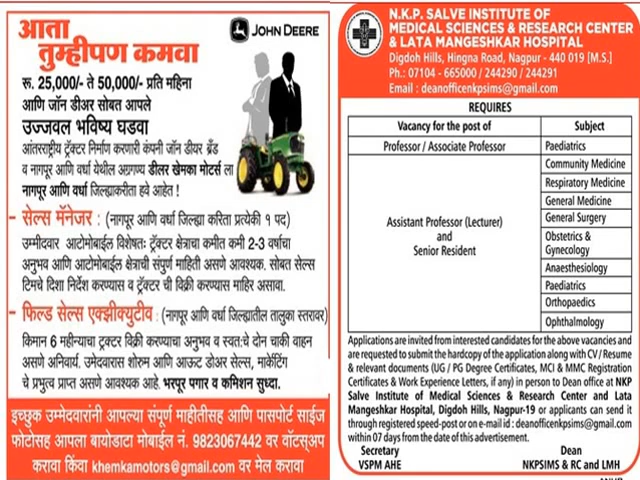 आता
तुम्हीपण कमवा
JOHN DEERE
रू. 25,000/- ते 50,000/- प्रति महिना
आणि जॉन डीअर सोबत आपले
उज्जवल भविष्य घडवा
आंतरराष्ट्रीय ट्रॅक्टर निर्माण करणारी कंपनी जॉन डीयर ब्रँड
व नागपूर आणि वर्धा येथील अग्रगण्य डीलर खेमका मोटर्स ला
नागपूर आणि वर्धा जिल्ह्याकरीता हवे आहेत !
- सेल्स मॅनेजर : (नागपूर आणि वर्धा जिल्ह्या करिता प्रत्येकी १ पद)
उम्मीदवार आटोमोबाईल विशेषतः ट्रॅक्टर क्षेत्राचा कमीत कमी 2-3 वर्षाचा
अनुभव आणि आटोमोबाईल क्षेत्राची संपुर्ण माहिती असणे आवश्यक. सोबत सेल्स
टिमचे दिशा निर्देश करण्यास व ट्रॅक्टर ची विक्री करण्यास माहिर असावा.
- फिल्ड सेल्स एक्झीक्युटीव : (नागपूर आणि वर्धा जिल्ह्यातील तालुका स्तरावर)
किमान 6 महीन्याचा ट्रक्टर विक्री करण्याचा अनुभव व स्वत:चे दोन चाकी वाहन
असणे अनिवार्य. उमेदवारास शोरुम आणि आऊट डोअर सेल्स, मार्केटिंग
चे प्रभुत्व प्राप्त असणे आवश्यक आहे. भरपूर पगार व कमिशन सुध्दा.
इच्छुक उम्मेदवारांनी आपल्या संपूर्ण माहीतीसह आणि पासपोर्ट साईज
फोटोसह आपला बायोडाटा मोबाईल नं. 9823067442 वर वॉटस्अप
करावा किंवा khemkamotors@gmail.com वर मेल करावा
N.K.P. SALVE INSTITUTE OF
MEDICAL SCIENCES & RESEARCH CENTER
& LATA MANGESHKAR HOSPITAL
Digdoh Hills, Hingna Road, Nagpur - 440 019 [M.S.]
Ph.: 07104 - 665000 / 244290 / 244291
Email : deanofficenkpsims@gmail.com
REQUIRES
Vacancy for the post of Subject
Professor / Associate Professor Paediatrics
Assistant Professor (Lecturer)
and
Senior Resident
Community Medicine
Respiratory Medicine
General Medicine
General Surgery
Obstetrics &
Gynecology
Anaesthesiology
Paediatrics
Orthopaedics
Ophthalmology
Applications are invited from interested candidates for the above vacancies and
are requested to submit the hardcopy of the application along with CV / Resume
& relevant documents (UG / PG Degree Certificates, MCI & MMC Registration
Certificates & Work Experience Letters, if any) in person to Dean office at NKP
Salve Institute of Medical Sciences & Research Center and Lata
Mangeshkar Hospital, Digdoh Hills, Nagpur-19 or applicants can send it
through registered speed-post or on e-mail id : deanofficenkpsims@gmail.com
within 07 days from the date of this advertisement.
Secretary Dean
VSPM AHE NKPSIMS & RC and LMH